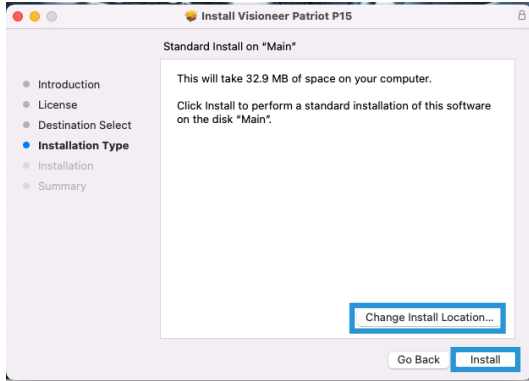 Install Visioneer Patriot P15
Standard Install on "Main"
Introduction
License
Destination Select
Installation Type
Installation
Summary
This will take 32.9 MB of space on your computer.
Click Install to perform a standard installation of this software
on the disk "Main".
Change Install Location...
Go Back
Install